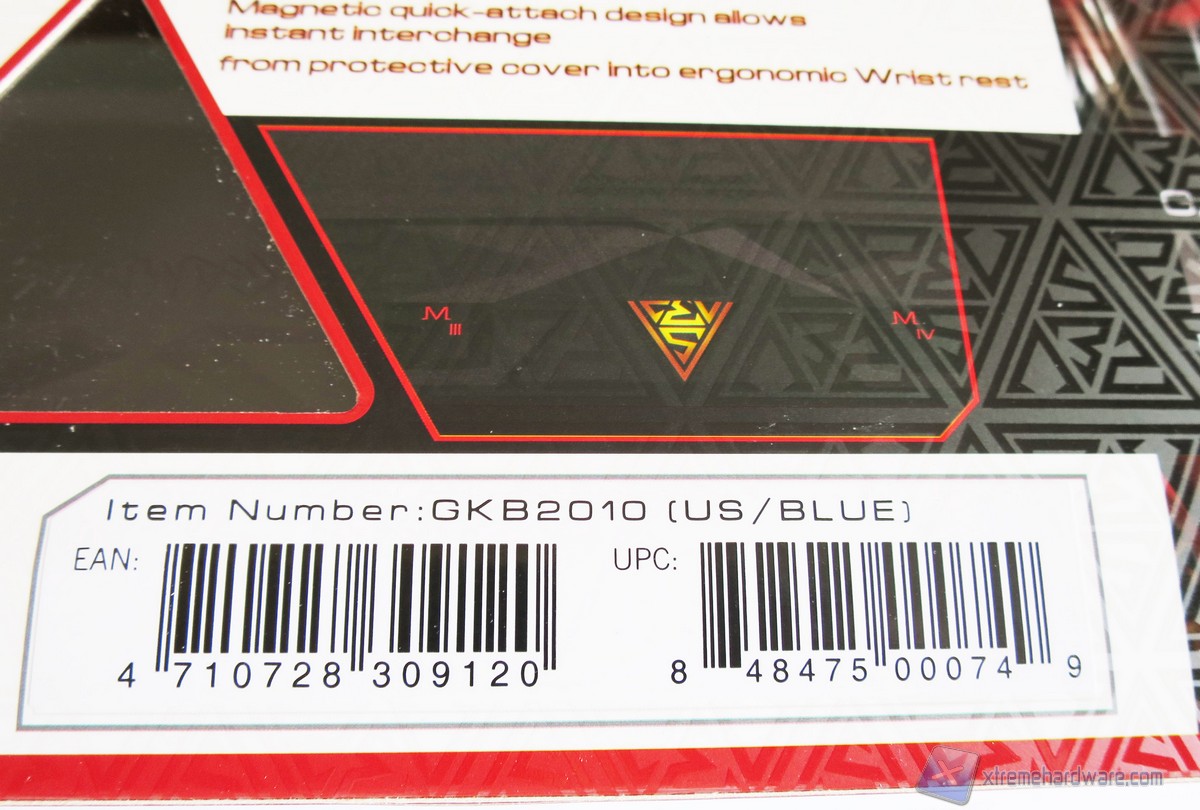 Magnetic quick-attach design allows
instant interchange
from protective cover into ergonomic Wrist rest
M III
M IV
Item Number:GKB2010 (US/BLUE)
EAN:
UPC:
4 710728 309120
8 48475 00074 9
xtremehardware.com